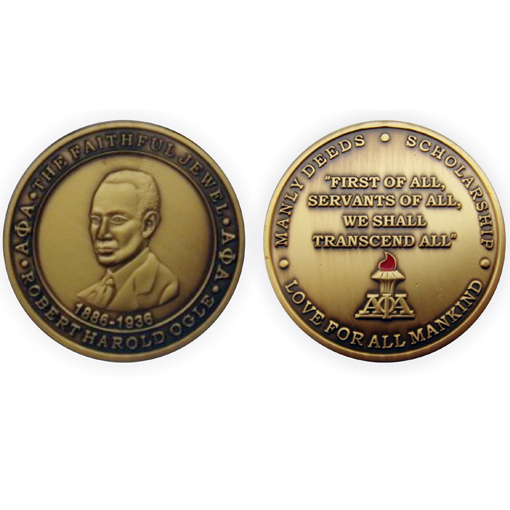 ΑΦΑ • THE FAITHFUL JEWEL • ΑΦΑ •
1886-1936
ROBERT HAROLD OGLE
• MANLY DEEDS • SCHOLARSHIP •
"FIRST OF ALL,
SERVANTS OF ALL,
WE SHALL
TRANSCEND ALL"
ΑΦΑ
LOVE FOR ALL MANKIND